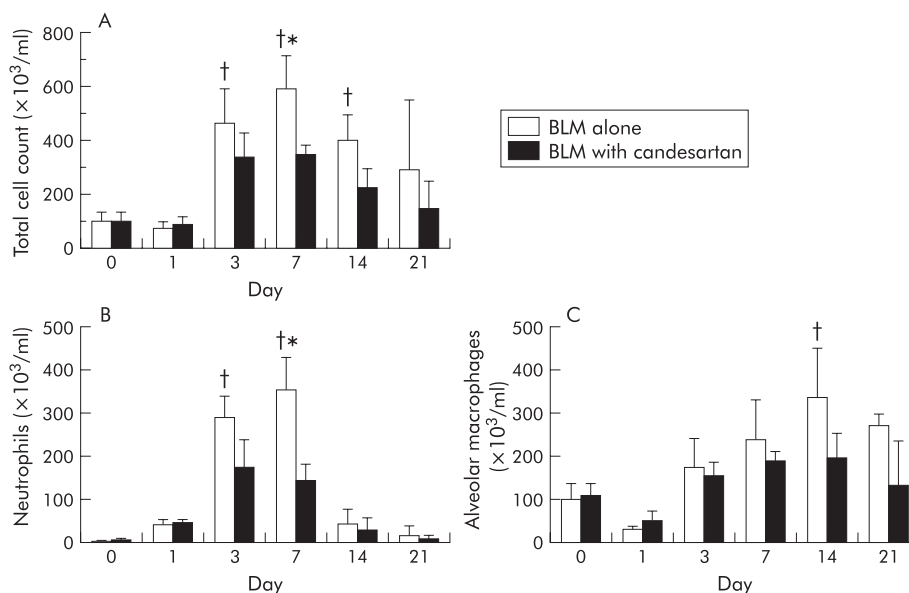 A
Total cell count (×10³/ml)
800
600
400
200
0
† †* †
0 1 3 7 14 21
Day
BLM alone
BLM with candesartan
B
Neutrophils (×10³/ml)
500
400
300
200
100
0
† †*
0 1 3 7 14 21
Day
C
Alveolar macrophages
(×10³/ml)
500
400
300
200
100
0
†
0 1 3 7 14 21
Day